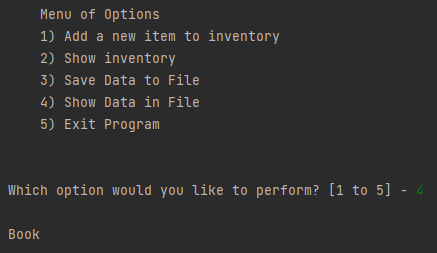 Menu of Options
1) Add a new item to inventory
2) Show inventory
3) Save Data to File
4) Show Data in File
5) Exit Program
Which option would you like to perform? [1 to 5] - 4
Book